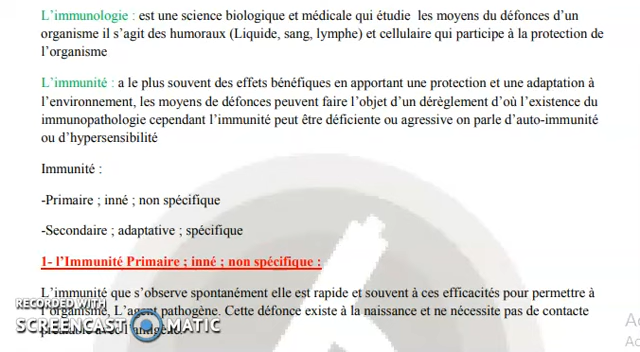 L'immunologie : est une science biologique et médicale qui étudie les moyens du défonces d'un
organisme il s'agit des humoraux (Liquide, sang, lymphe) et cellulaire qui participe à la protection de
l'organisme
L'immunité : a le plus souvent des effets bénéfiques en apportant une protection et une adaptation à
l'environnement, les moyens de défonces peuvent faire l'objet d'un dérèglement d'où l'existence du
immunopathologie cependant l'immunité peut être déficiente ou agressive on parle d'auto-immunité
ou d'hypersensibilité
Immunité :
-Primaire ; inné ; non spécifique
-Secondaire ; adaptative ; spécifique
1- l'Immunité Primaire ; inné ; non spécifique :
L'immunité que s'observe spontanément elle est rapide et souvent à ces efficacités pour permettre à
RECORDED WITH
l'organisme, L'agent pathogène. Cette défonce existe à la naissance et ne nécessite pas de contacte
SCREENCAST MATIC